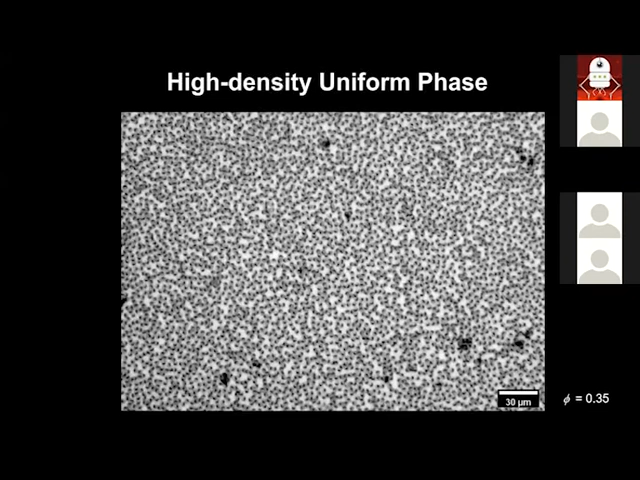 High-density Uniform Phase
30 μm
ϕ = 0.35